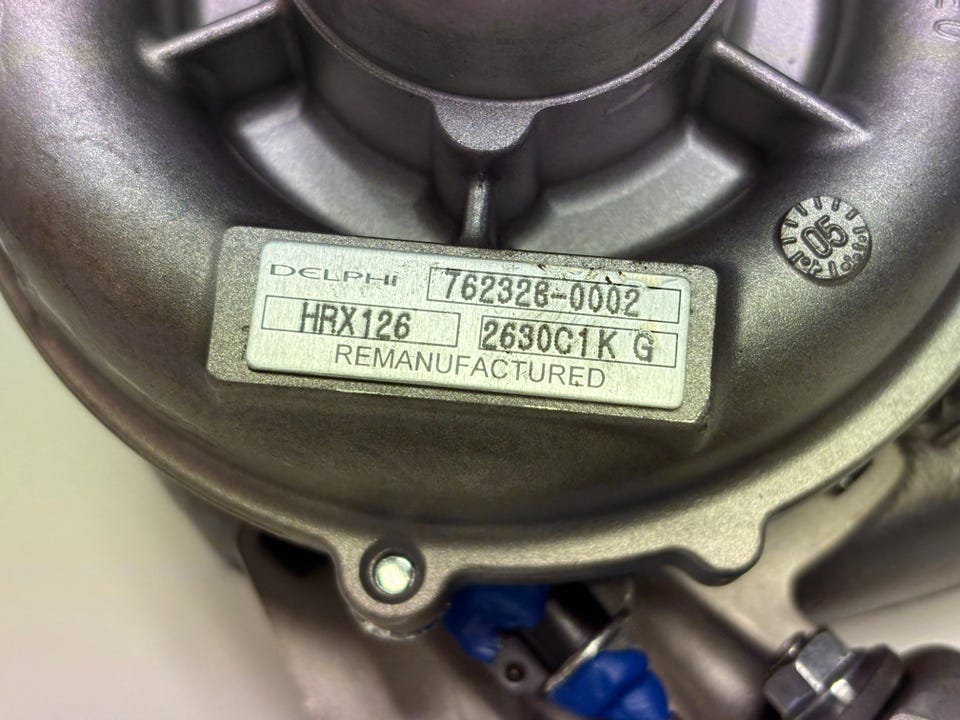 DELPHI 762328-0002
HRX126 2630C1K G
REMANUFACTURED
05